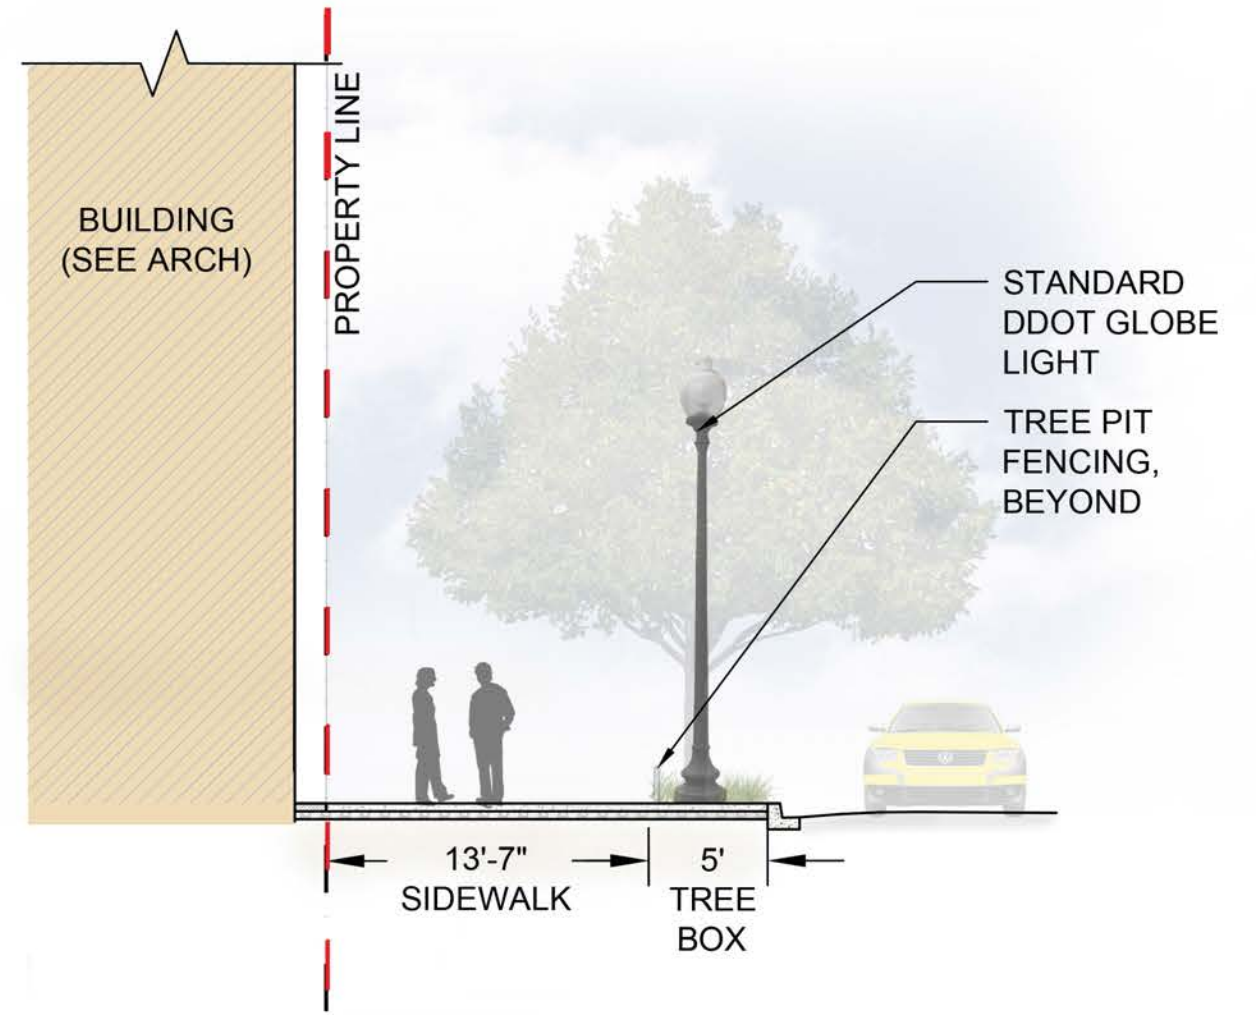 PROPERTY LINE
BUILDING
(SEE ARCH)
STANDARD
DDOT GLOBE
LIGHT
TREE PIT
FENCING,
BEYOND
13'-7"
SIDEWALK
5'
TREE
BOX